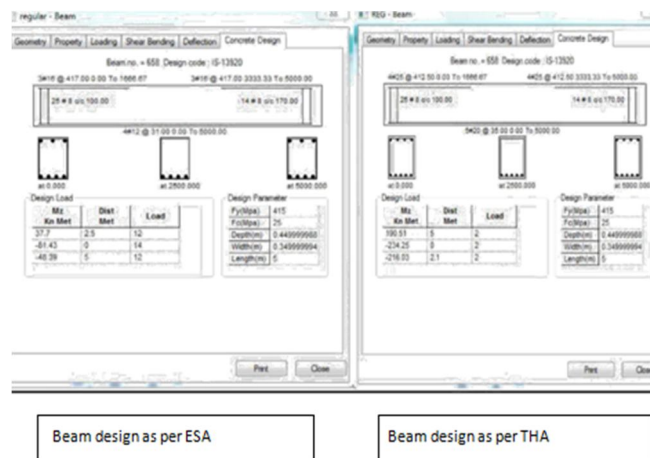 regular - Beam
Geometry Property Loading Shear Bending Deflection Concrete Design
Beam no. = 658 Design code : IS-13920
3#16 @ 417.00 0.00 To 1666.67 3#16 @ 417.00 3333.33 To 5000.00
25 # 8 c/c 100.00 14 # 8 c/c 170.00
4#12 @ 31.00 0.00 To 5000.00
at 0.000 at 2500.000 at 5000.000
Design Load
Mz Kn Met Dist Met Load
37.7 2.5 12
-81.43 0 14
-48.39 5 12
Design Parameter
Fy(Mpa) 415
Fc(Mpa) 25
Depth(m) 0.449999988
Width(m) 0.349999994
Length(m) 5
Print Close
REG - Beam
Geometry Property Loading Shear Bending Deflection Concrete Design
Beam no. = 658 Design code : IS-13920
4#25 @ 412.50 0.00 To 1666.67 4#25 @ 412.50 3333.33 To 5000.00
25 # 8 c/c 100.00 14 # 8 c/c 170.00
5#20 @ 35.00 0.00 To 5000.00
at 0.000 at 2500.000 at 5000.000
Design Load
Mz Kn Met Dist Met Load
190.51 5 2
-234.25 0 2
-216.03 2.1 2
Design Parameter
Fy(Mpa) 415
Fc(Mpa) 25
Depth(m) 0.449999988
Width(m) 0.349999994
Length(m) 5
Print Close
Beam design as per ESA
Beam design as per THA